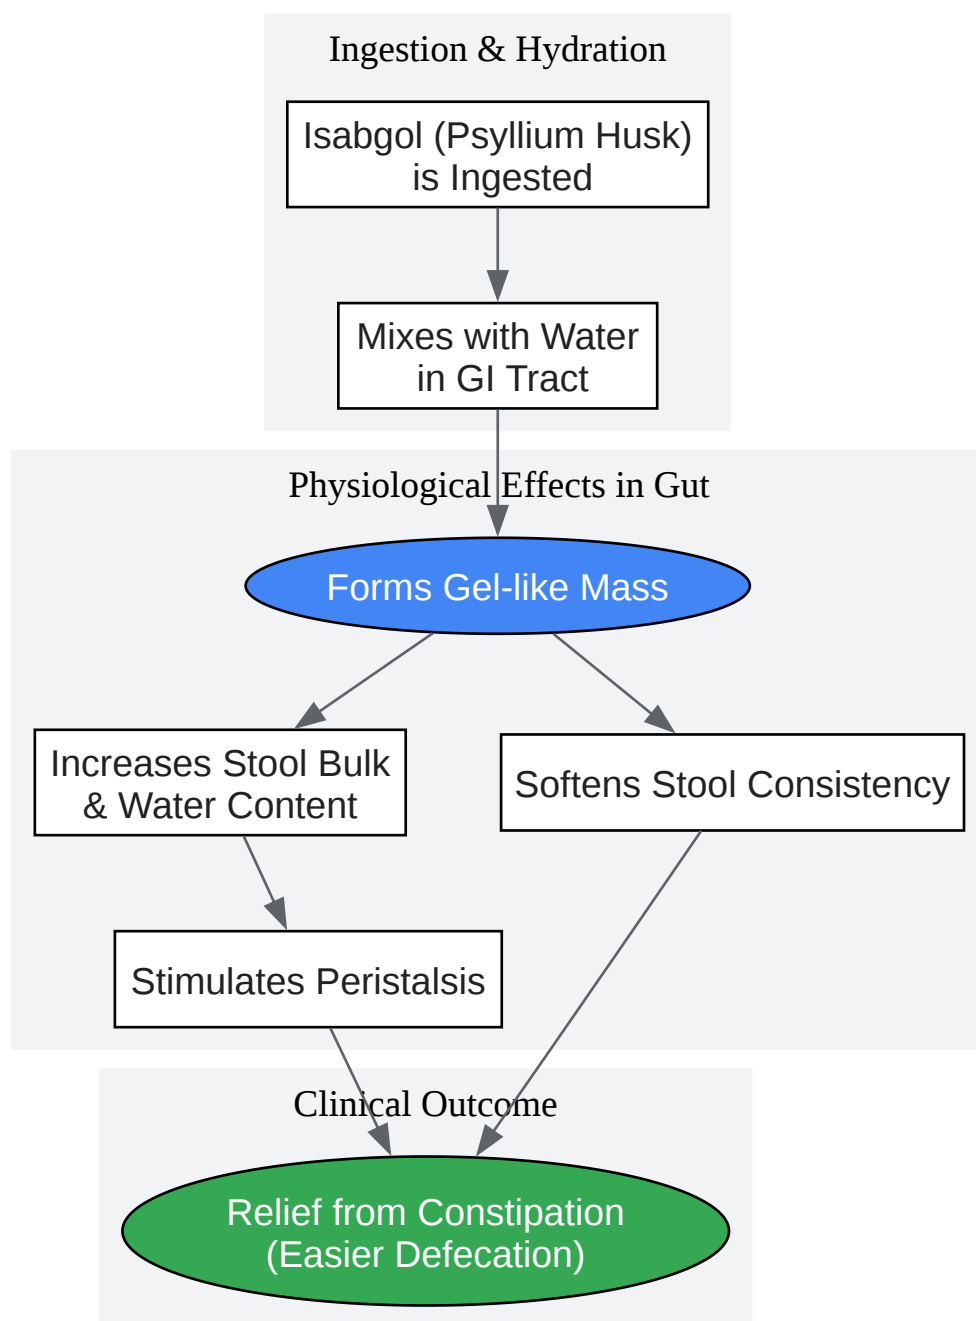 Ingestion & Hydration
Isabgol (Psyllium Husk)
is Ingested
Mixes with Water
in GI Tract
Physiological Effects in Gut
Forms Gel-like Mass
Increases Stool Bulk
& Water Content
Softens Stool Consistency
Stimulates Peristalsis
Clinical Outcome
Relief from Constipation
(Easier Defecation)